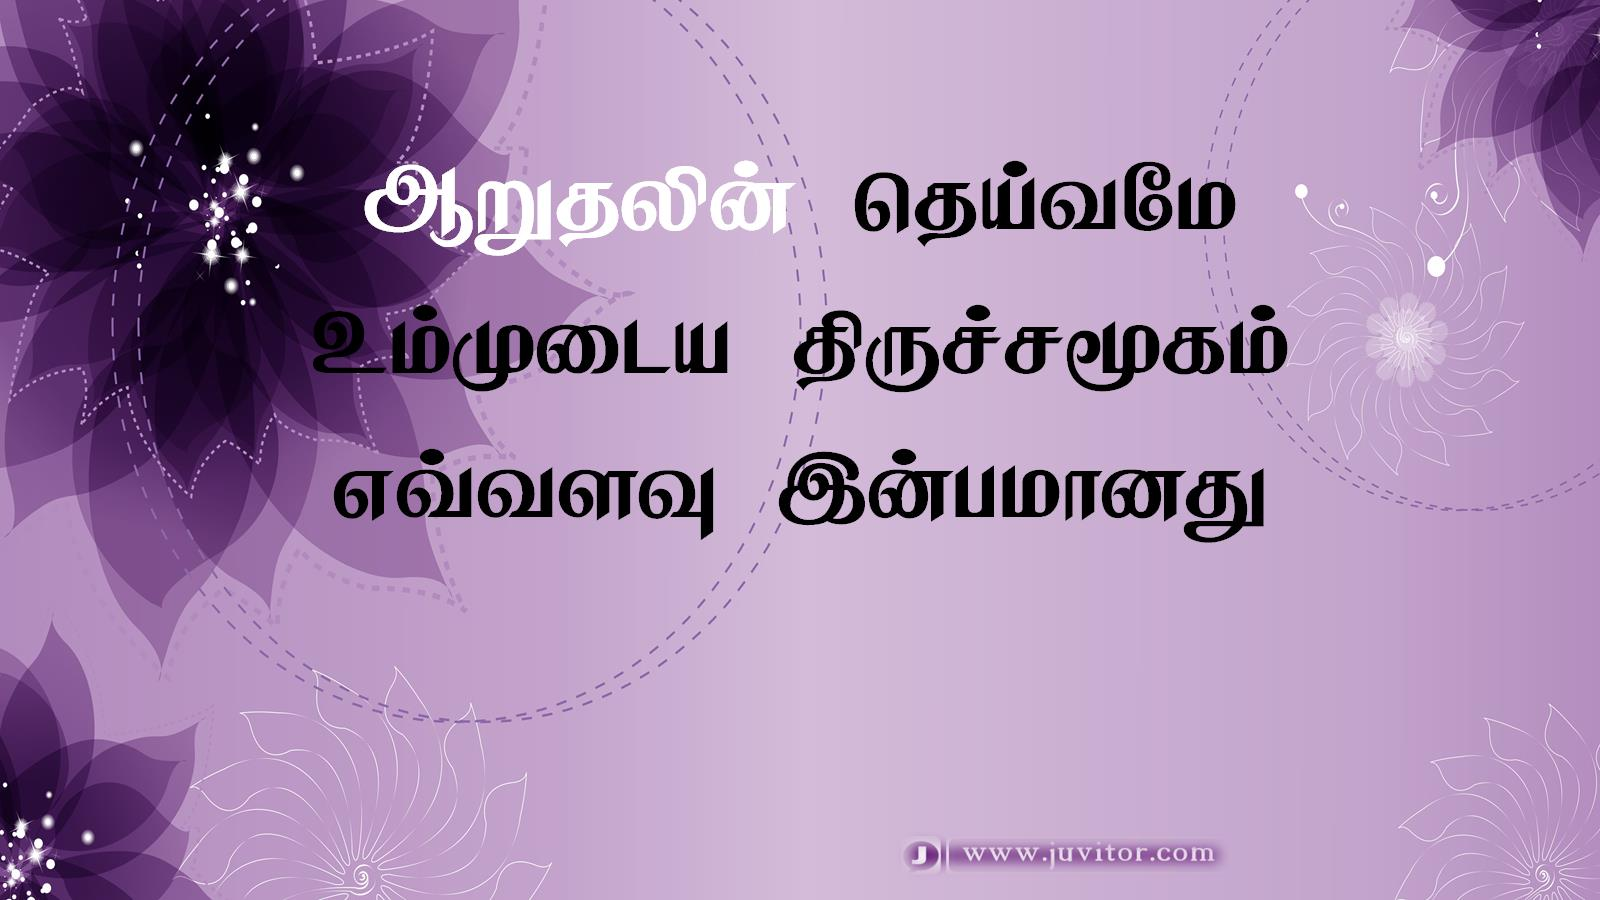 ஆறுதலின் தெய்வமே
உம்முடைய திருச்சமூகம்
எவ்வளவு இன்பமானது
J www.juvitor.com